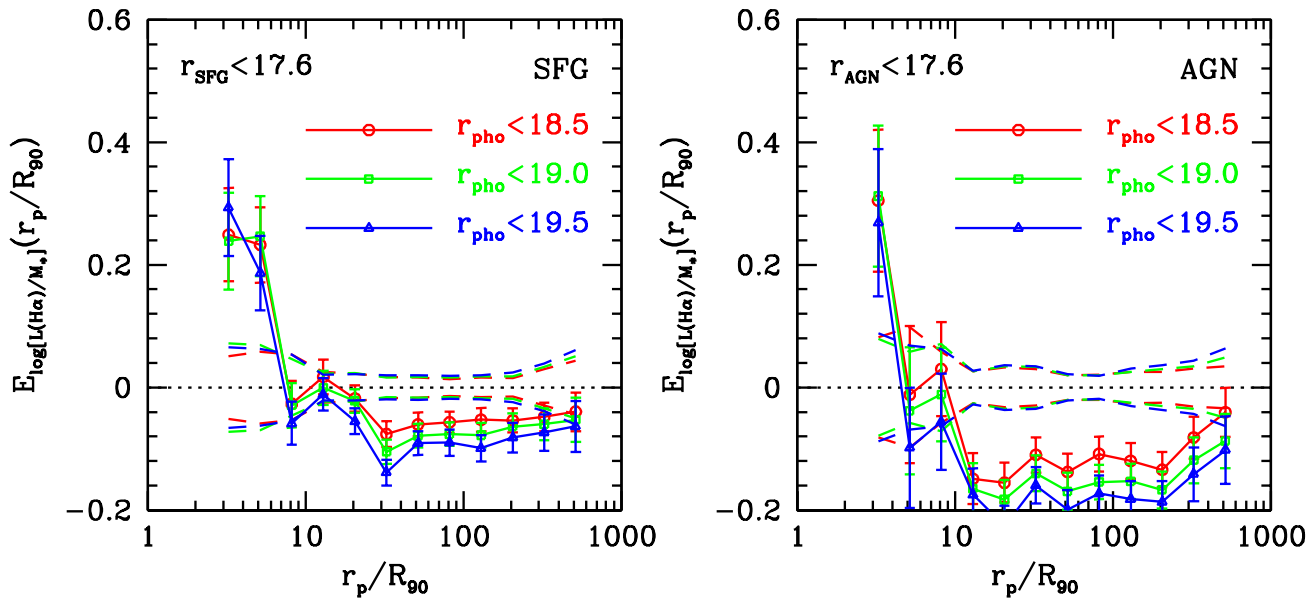 r_SFG<17.6 SFG
r_pho<18.5
r_pho<19.0
r_pho<19.5
0.6
0.4
0.2
0
−0.2
E_log[L(Hα)/M*](r_p/R_90)
1 10 100 1000
r_p/R_90
r_AGN<17.6 AGN
r_pho<18.5
r_pho<19.0
r_pho<19.5
0.6
0.4
0.2
0
−0.2
E_log[L(Hα)/M*](r_p/R_90)
1 10 100 1000
r_p/R_90